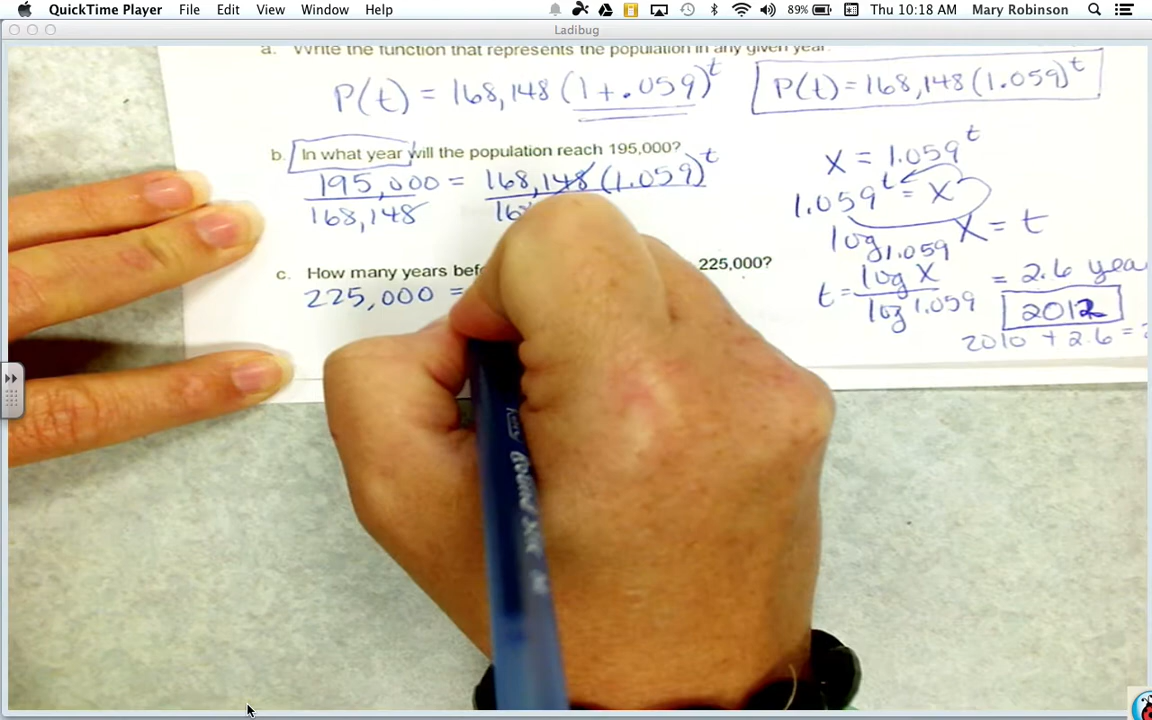 QuickTime Player File Edit View Window Help 89% Thu 10:18 AM Mary Robinson
Ladibug
a. Write the function that represents the population in any given year.
P(t) = 168,148 (1+.059)^t P(t)=168,148(1.059)^t
b. In what year will the population reach 195,000?
195,000 = 168,148 (1.059)^t
168,148 16
x = 1.059^t
1.059^t = x
log1.059 x = t
t = log x / log 1.059 = 2.6 yea
2012
2010 + 2.6 =
c. How many years bef 225,000?
225,000 =